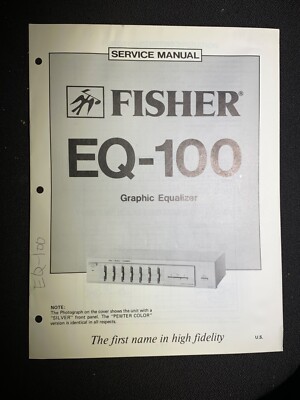 SERVICE MANUAL
FISHER®
EQ-100
Graphic Equalizer
EQ-100
NOTE:
The Photograph on the cover shows the unit with a
"SILVER" front panel. The "PEWTER COLOR"
version is identical in all respects.
The first name in high fidelity